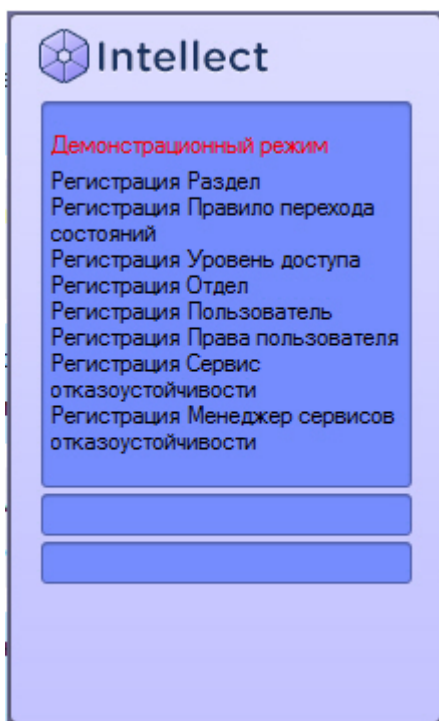 Intellect
Демонстрационный режим
Регистрация Раздел
Регистрация Правило перехода
состояний
Регистрация Уровень доступа
Регистрация Отдел
Регистрация Пользователь
Регистрация Права пользователя
Регистрация Сервис
отказоустойчивости
Регистрация Менеджер сервисов
отказоустойчивости